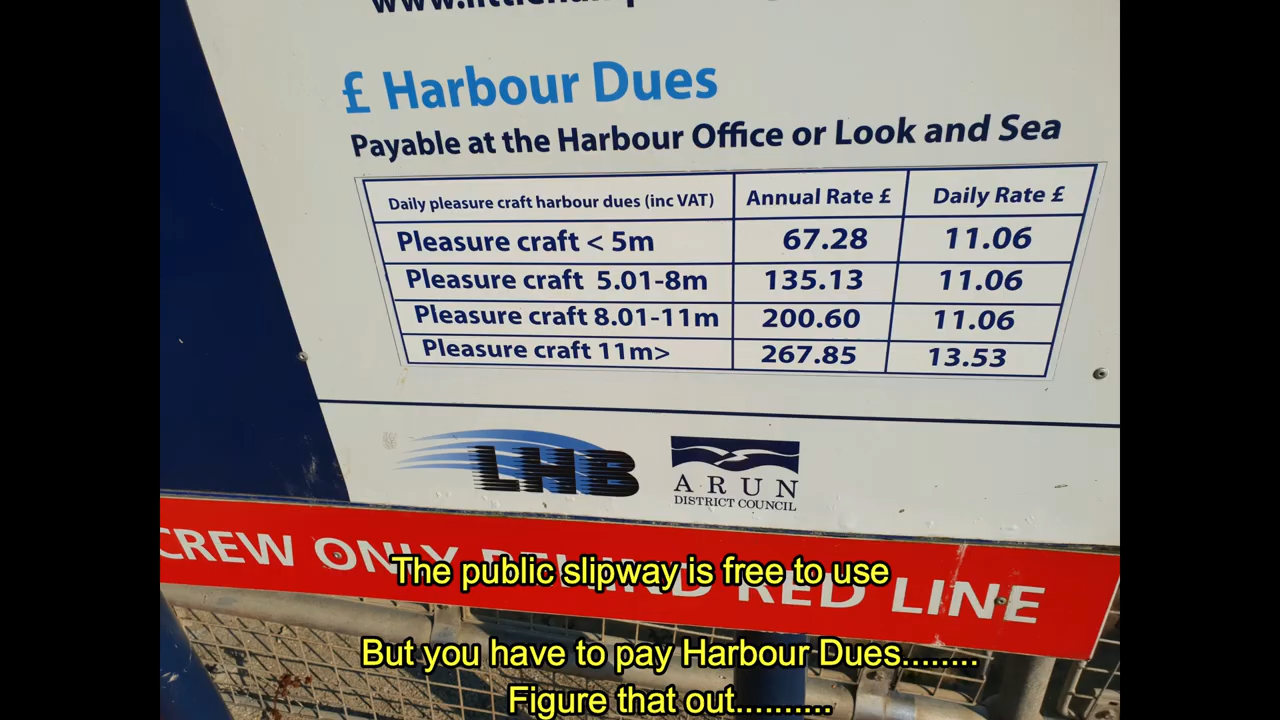 £ Harbour Dues
Payable at the Harbour Office or Look and Sea
Daily pleasure craft harbour dues (inc VAT) Annual Rate £ Daily Rate £
Pleasure craft < 5m 67.28 11.06
Pleasure craft 5.01-8m 135.13 11.06
Pleasure craft 8.01-11m 200.60 11.06
Pleasure craft 11m> 267.85 13.53
LHB
ARUN
DISTRICT COUNCIL
CREW ONLY BEHIND RED LINE
The public slipway is free to use
But you have to pay Harbour Dues........
Figure that out..........